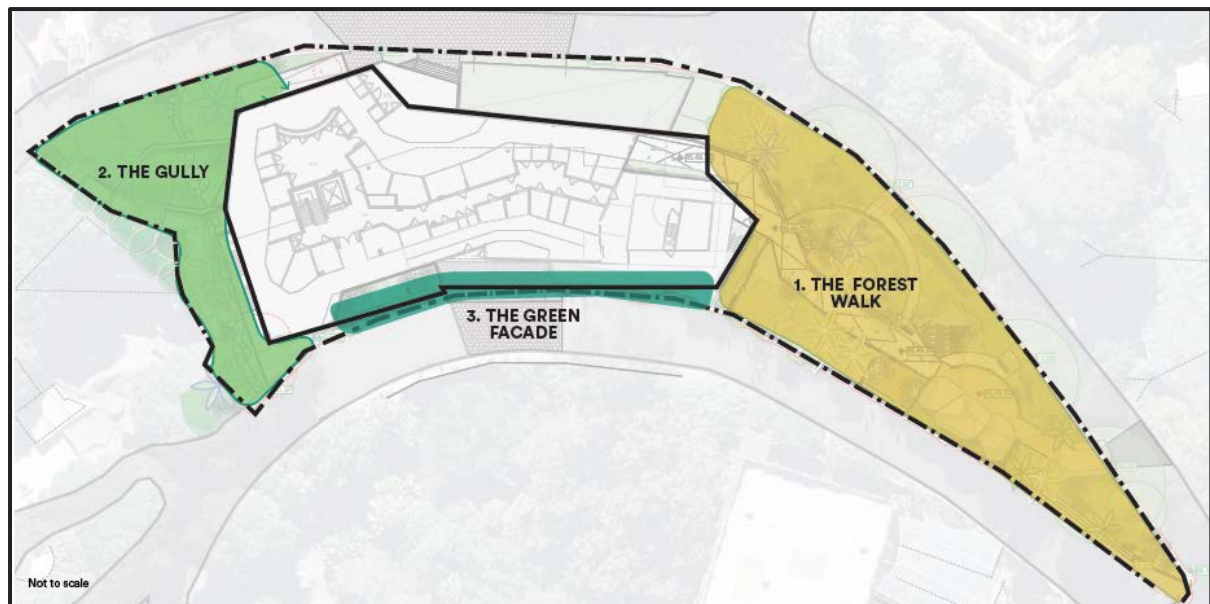 2. THE GULLY
1. THE FOREST
WALK
3. THE GREEN
FACADE
Not to scale